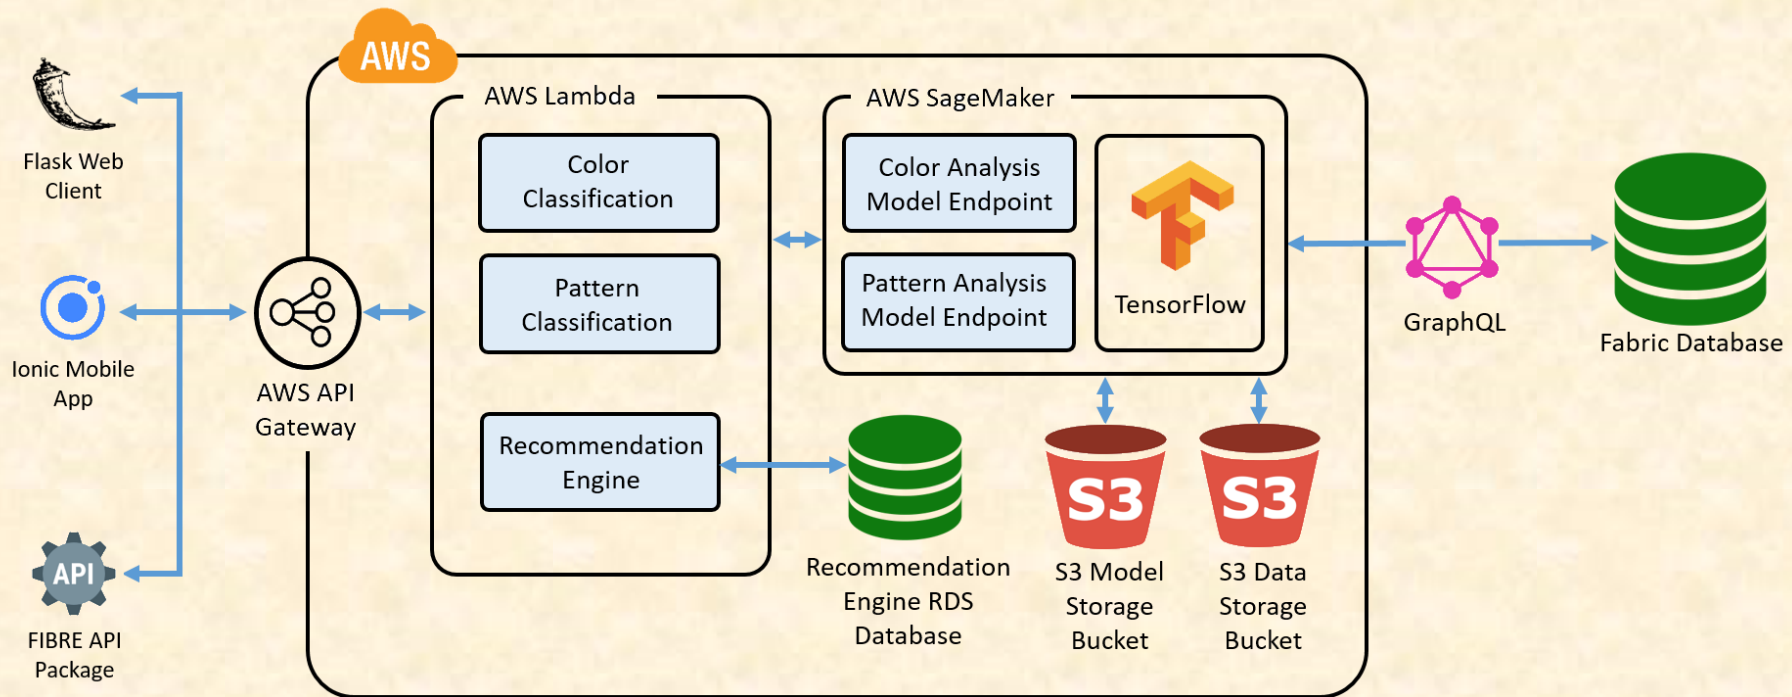 AWS
Flask Web
Client
Ionic Mobile
App
API
FIBRE API
Package
AWS API
Gateway
AWS Lambda
Color
Classification
Pattern
Classification
Recommendation
Engine
AWS SageMaker
Color Analysis
Model Endpoint
Pattern Analysis
Model Endpoint
TensorFlow
Recommendation
Engine RDS
Database
S3
S3 Model
Storage
Bucket
S3
S3 Data
Storage
Bucket
GraphQL
Fabric Database